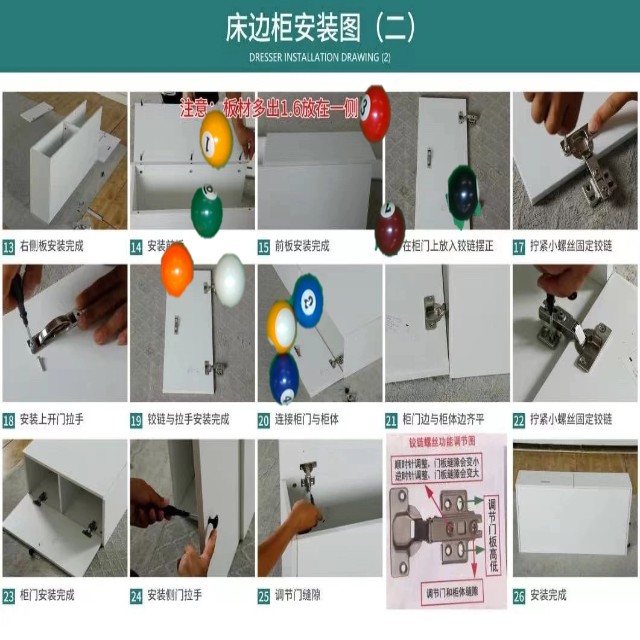 床边柜安装图（二）
DRESSER INSTALLATION DRAWING (2)
注意：板材多出1.6放在一侧
13 右侧板安装完成
14 安装前
15 前板安装完成
在柜门上放入铰链摆正
17 拧紧小螺丝固定铰链
18 安装上开门拉手
19 铰链与拉手安装完成
20 连接柜门与柜体
21 柜门边与柜体边齐平
22 拧紧小螺丝固定铰链
铰链螺丝功能调节图
顺时针调整，门板缝隙会变小
逆时针调整，门板缝隙会变大
调节门板高低
调节门和柜体缝隙
23 柜门安装完成
24 安装侧门拉手
25 调节门缝隙
26 安装完成